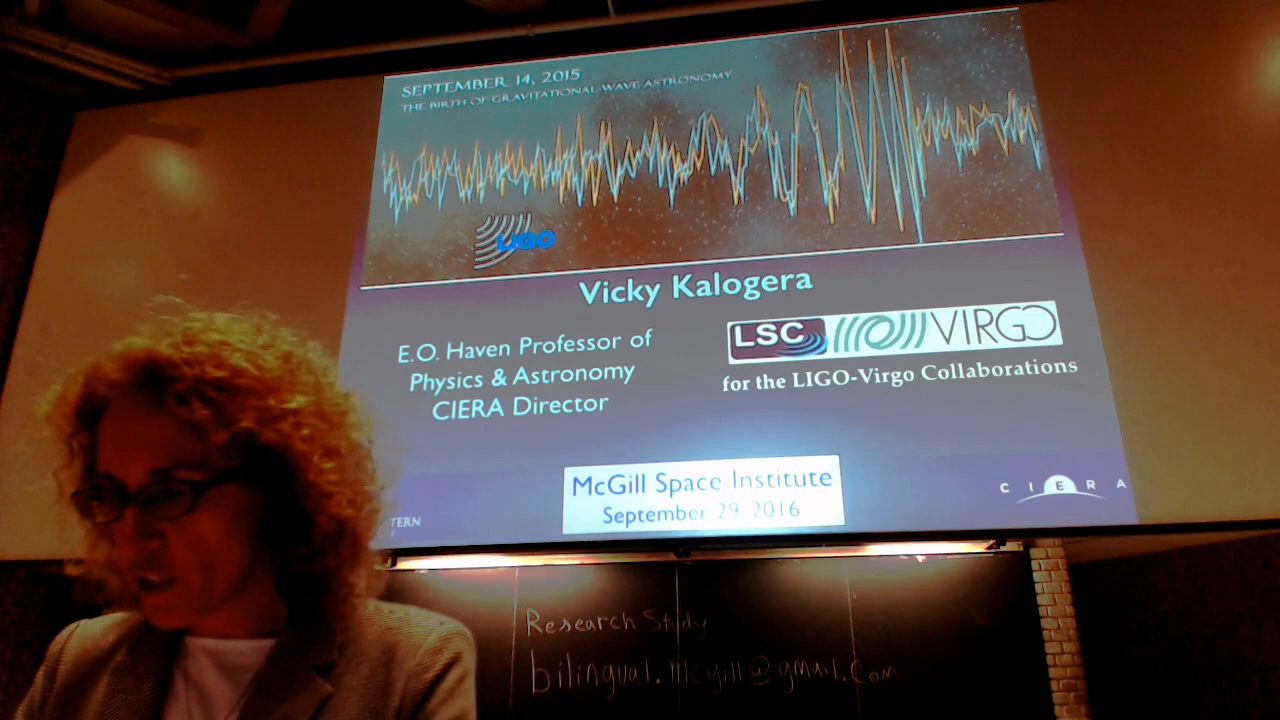 SEPTEMBER 14, 2015
THE BIRTH OF GRAVITATIONAL WAVE ASTRONOMY
LIGO
Vicky Kalogera
E.O. Haven Professor of
Physics & Astronomy
CIERA Director
LSC VIRGO
for the LIGO-Virgo Collaborations
McGill Space Institute
September 29, 2016
TERN
CIERA
Research Study
bilingual.mcgill@gmail.com